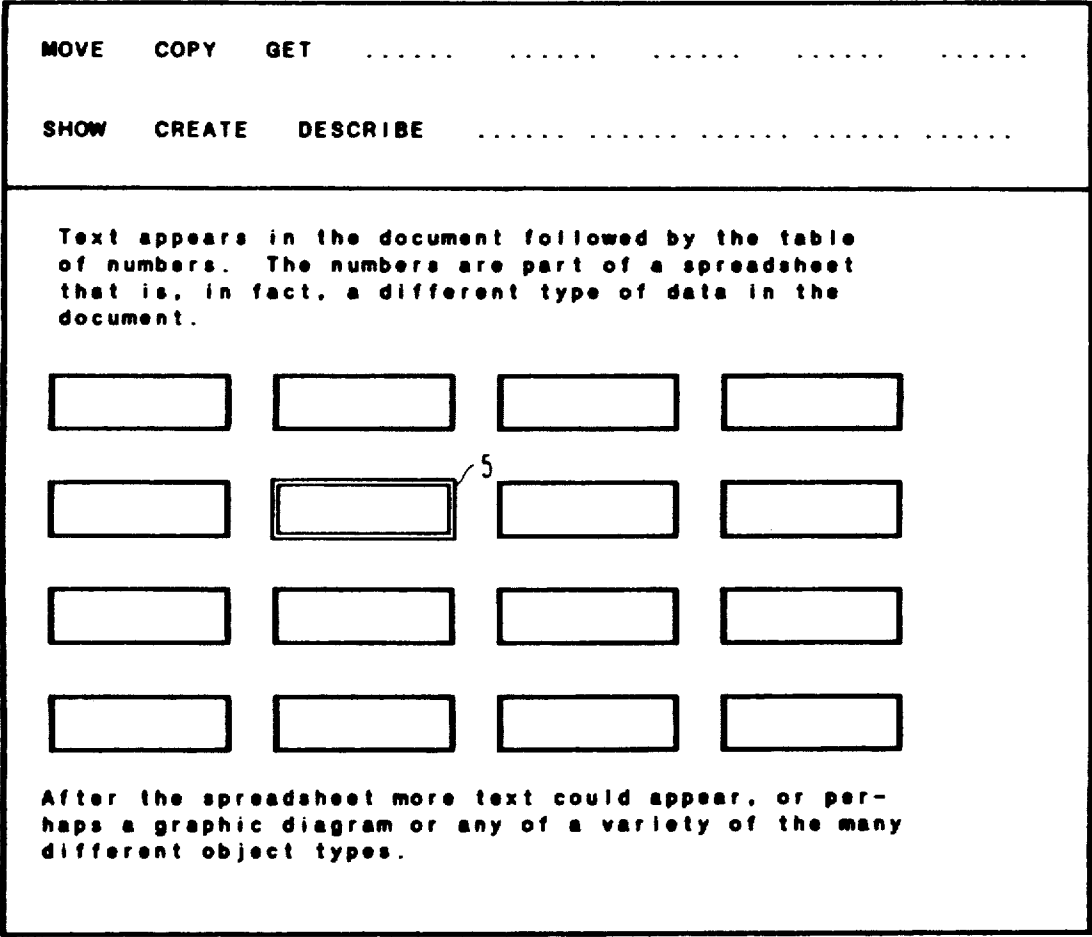 MOVE COPY GET ...... ...... ...... ...... ......
SHOW CREATE DESCRIBE ...... ...... ...... ...... ......
Text appears in the document followed by the table
of numbers. The numbers are part of a spreadsheet
that is, in fact, a different type of data in the
document.
5
After the spreadsheet more text could appear, or per-
haps a graphic diagram or any of a variety of the many
different object types.